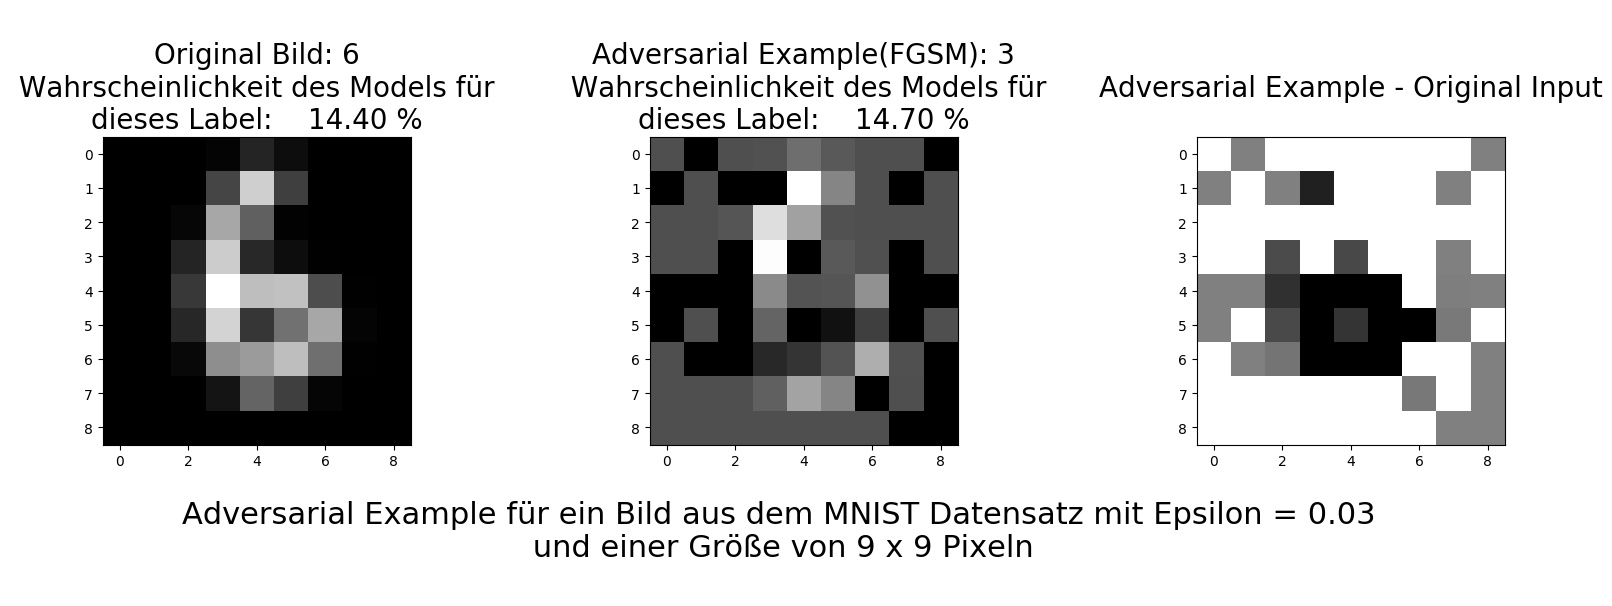 Original Bild: 6
Wahrscheinlichkeit des Models für
dieses Label: 14.40 %
Adversarial Example(FGSM): 3
Wahrscheinlichkeit des Models für
dieses Label: 14.70 %
Adversarial Example - Original Input
0
1
2
3
4
5
6
7
8
0 2 4 6 8
0
1
2
3
4
5
6
7
8
0 2 4 6 8
0
1
2
3
4
5
6
7
8
0 2 4 6 8
Adversarial Example für ein Bild aus dem MNIST Datensatz mit Epsilon = 0.03
und einer Größe von 9 x 9 Pixeln